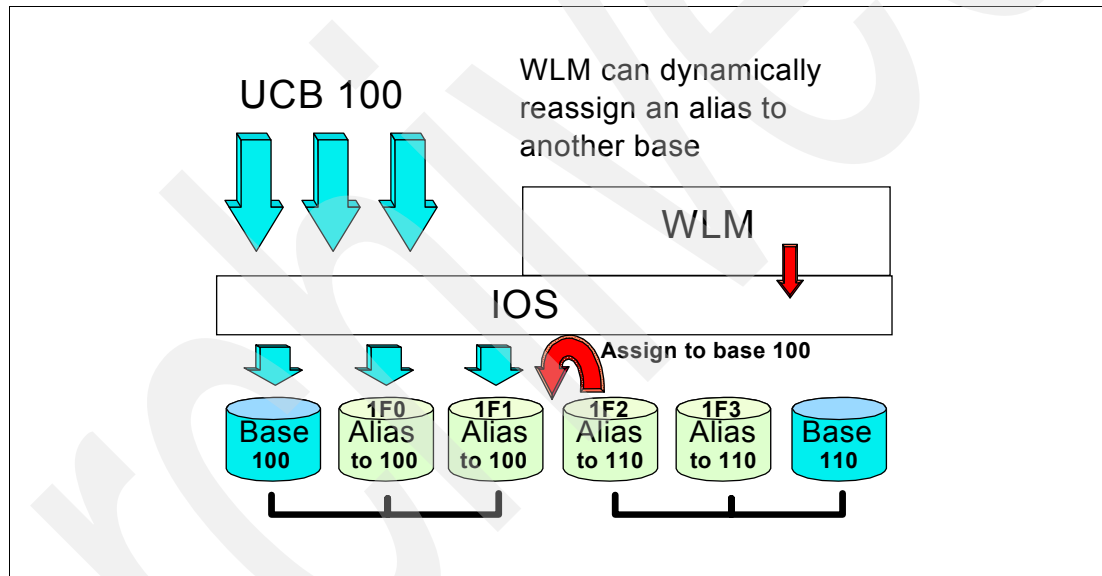 UCB 100
WLM can dynamically
reassign an alias to
another base
WLM
IOS
Assign to base 100
Base
100
1F0
Alias
to 100
1F1
Alias
to 100
1F2
Alias
to 110
1F3
Alias
to 110
Base
110